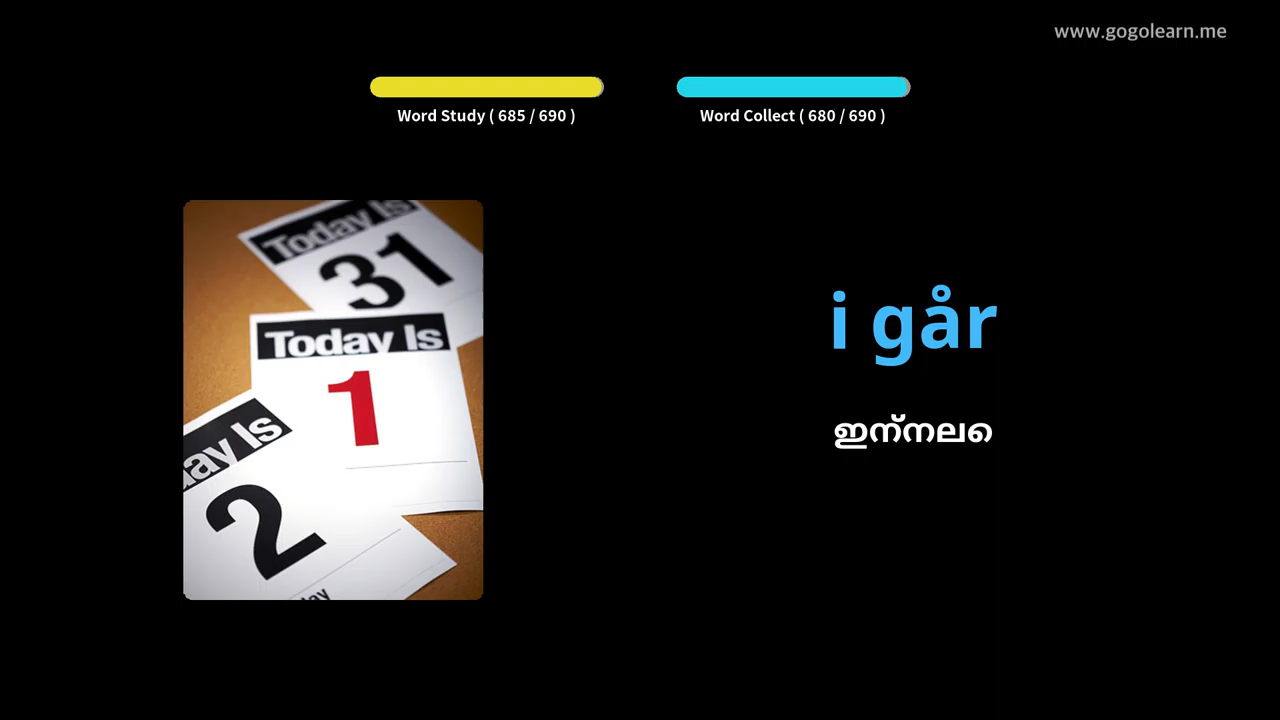 www.gogolearn.me
Word Study ( 685 / 690 )
Word Collect ( 680 / 690 )
Today Is
31
Today Is
1
ay Is
2
i går
ഇന്നലെ